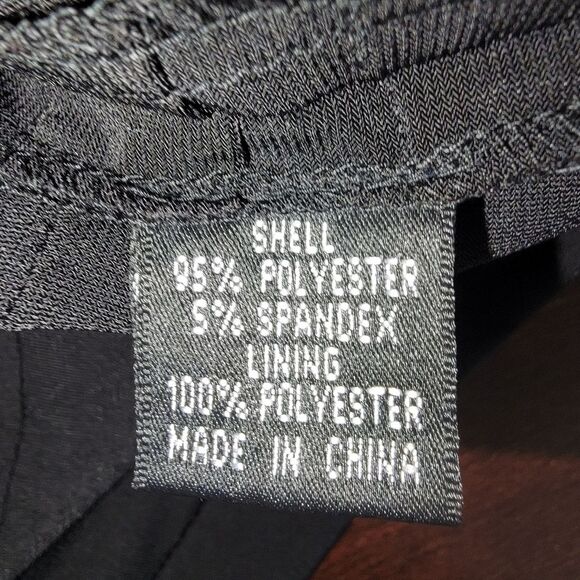 SHELL
95% POLYESTER
5% SPANDEX
LINING
100% POLYESTER
MADE IN CHINA